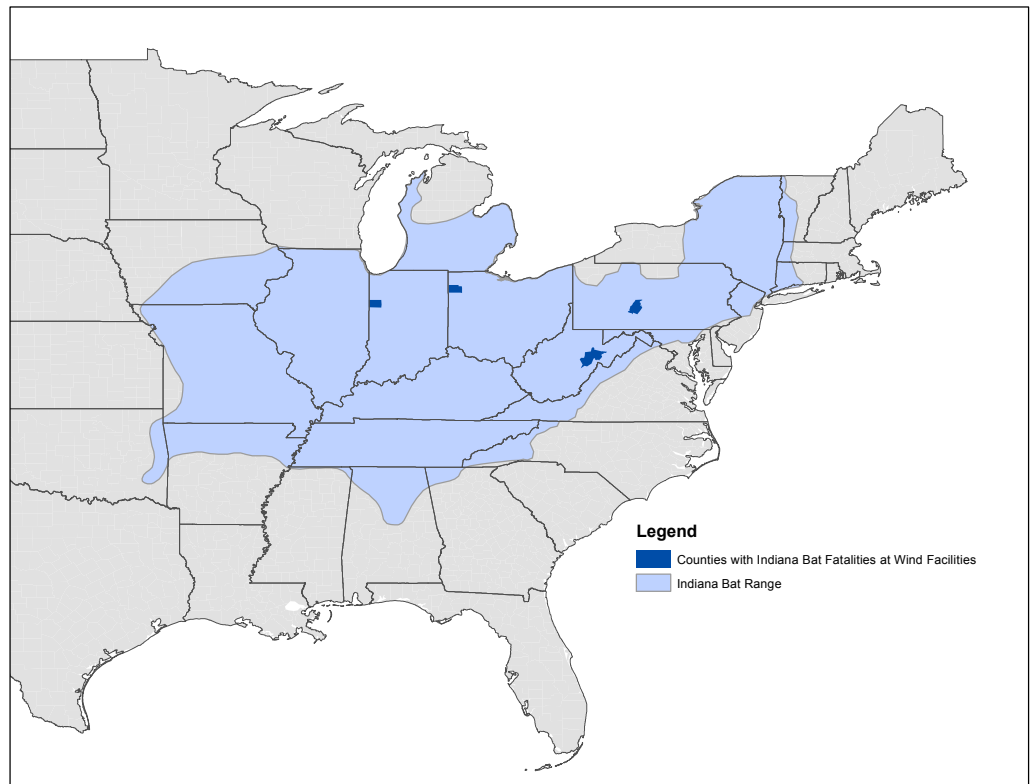 Legend
Counties with Indiana Bat Fatalities at Wind Facilities
Indiana Bat Range